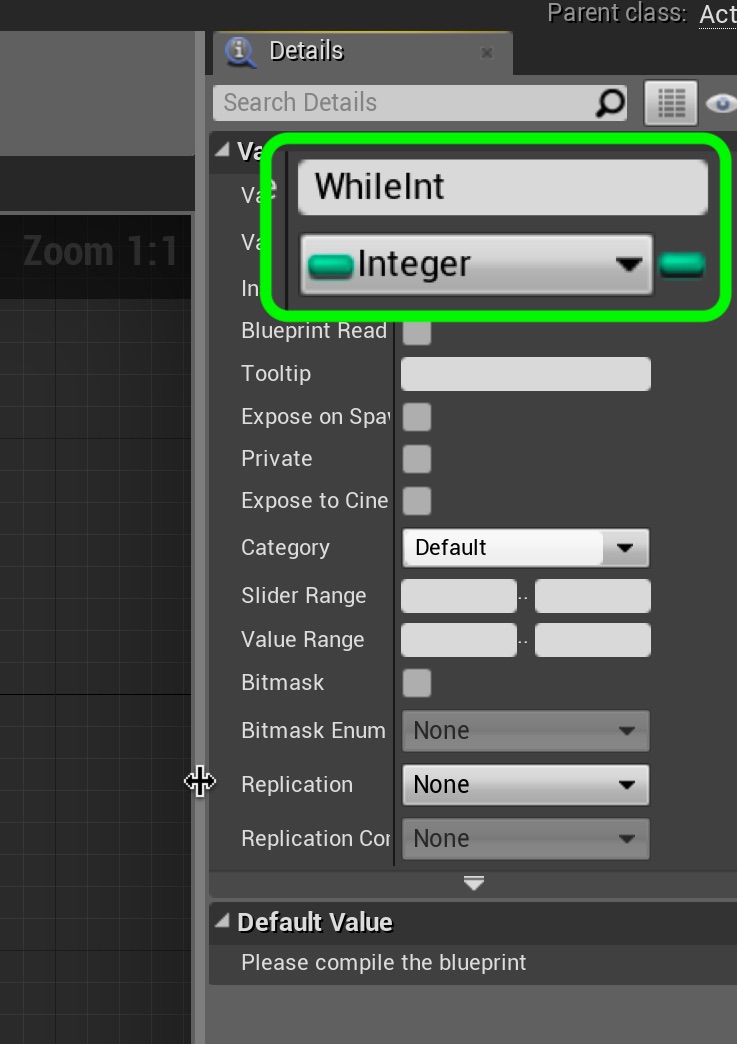 Parent class: Act
Details
Search Details
Va
Va e WhileInt
Va Integer
In
Blueprint Read
Tooltip
Expose on Spa
Private
Expose to Cine
Category Default
Slider Range ..
Value Range ..
Bitmask
Bitmask Enum None
Replication None
Replication Con None
Default Value
Please compile the blueprint
Zoom 1:1